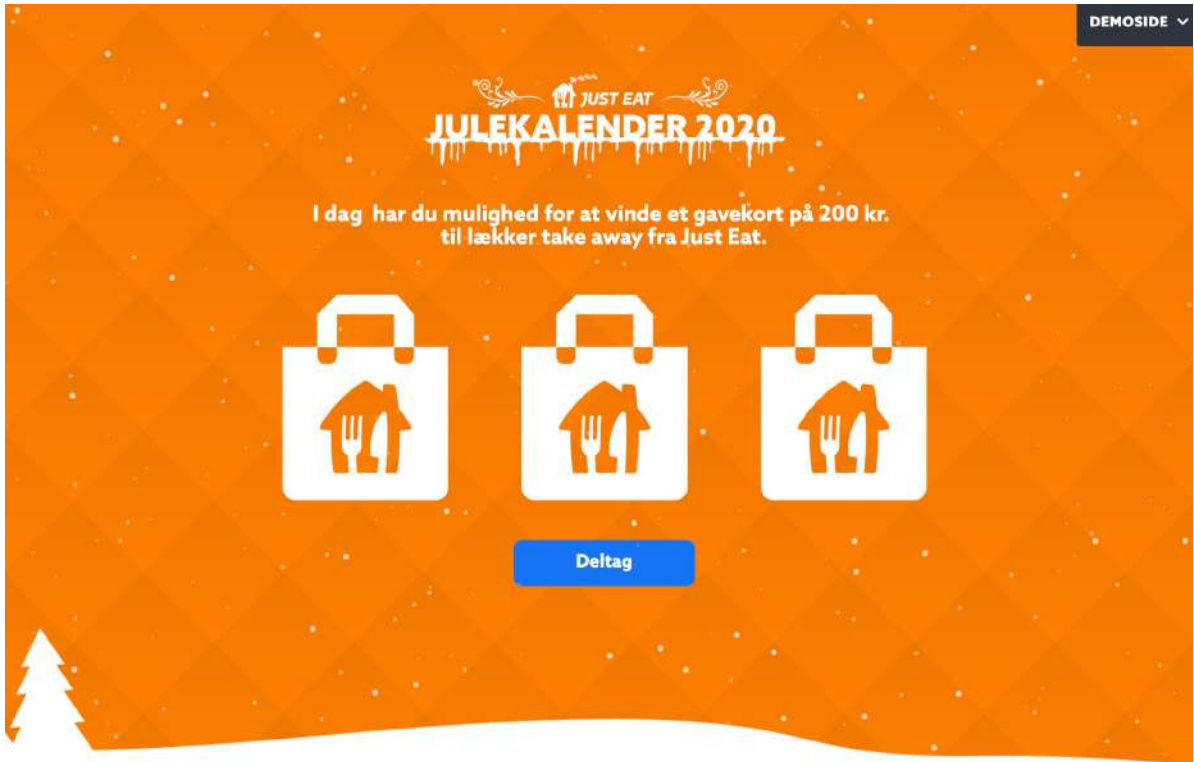 DEMOSIDE
JUST EAT
JULEKALENDER 2020
I dag har du mulighed for at vinde et gavekort på 200 kr.
til lækker take away fra Just Eat.
Deltag